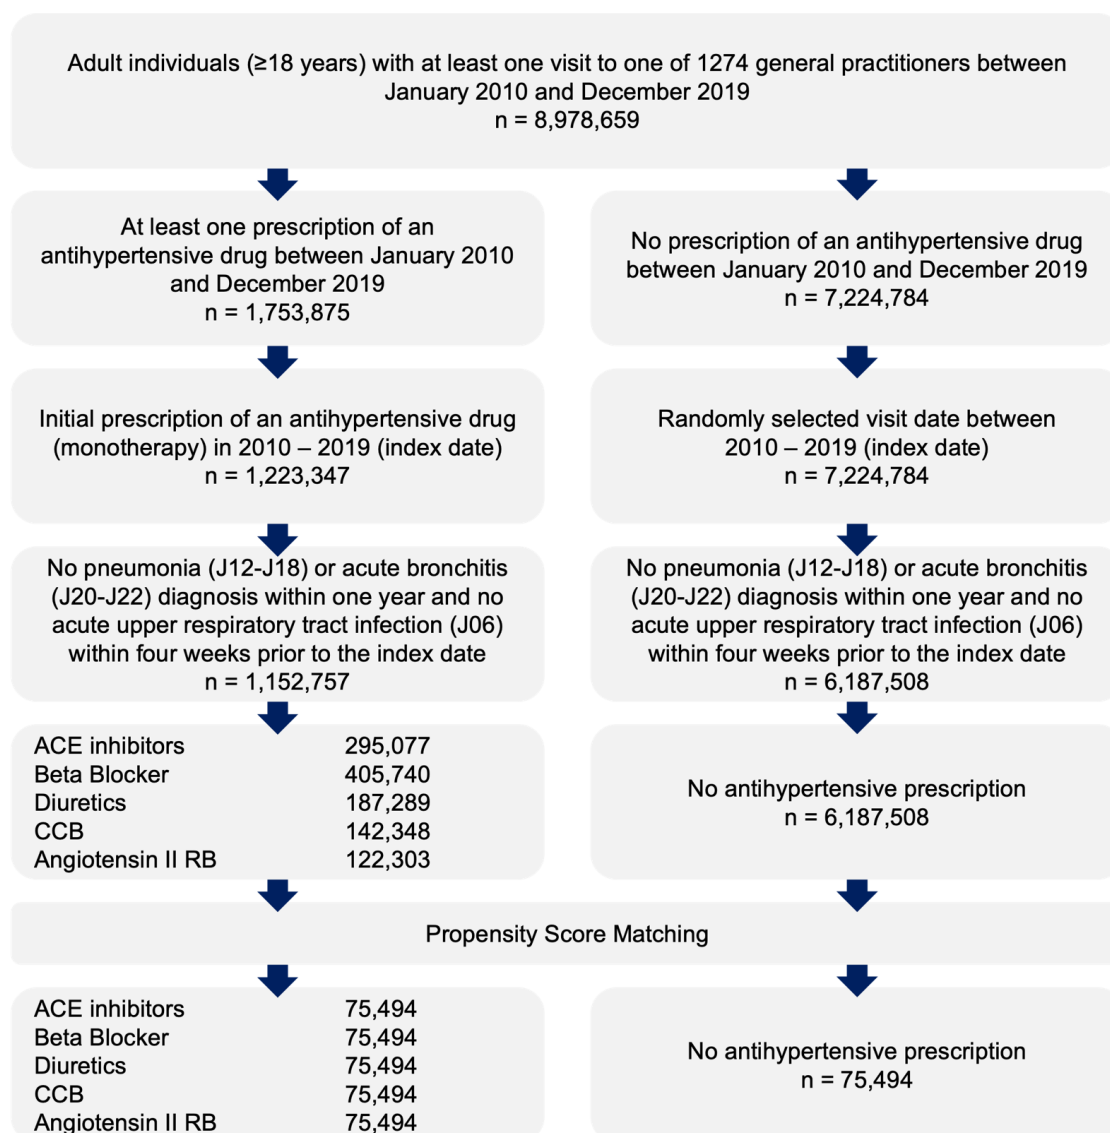 Adult individuals (≥18 years) with at least one visit to one of 1274 general practitioners between
January 2010 and December 2019
n = 8,978,659
At least one prescription of an
antihypertensive drug between January 2010
and December 2019
n = 1,753,875
No prescription of an antihypertensive drug
between January 2010 and December 2019
n = 7,224,784
Initial prescription of an antihypertensive drug
(monotherapy) in 2010 – 2019 (index date)
n = 1,223,347
Randomly selected visit date between
2010 – 2019 (index date)
n = 7,224,784
No pneumonia (J12-J18) or acute bronchitis
(J20-J22) diagnosis within one year and no
acute upper respiratory tract infection (J06)
within four weeks prior to the index date
n = 1,152,757
No pneumonia (J12-J18) or acute bronchitis
(J20-J22) diagnosis within one year and no
acute upper respiratory tract infection (J06)
within four weeks prior to the index date
n = 6,187,508
ACE inhibitors 295,077
Beta Blocker 405,740
Diuretics 187,289
CCB 142,348
Angiotensin II RB 122,303
No antihypertensive prescription
n = 6,187,508
Propensity Score Matching
ACE inhibitors 75,494
Beta Blocker 75,494
Diuretics 75,494
CCB 75,494
Angiotensin II RB 75,494
No antihypertensive prescription
n = 75,494